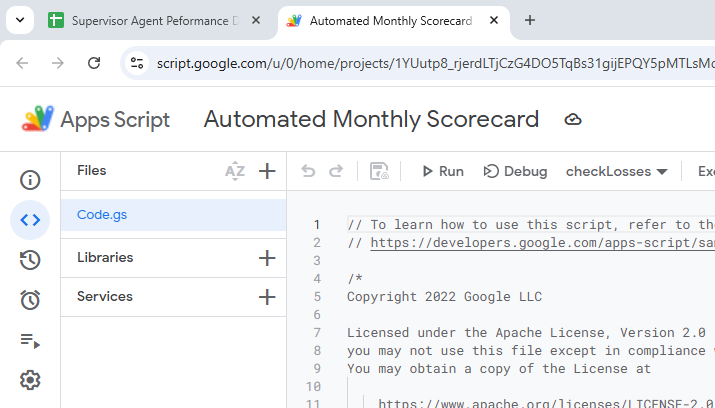 Supervisor Agent Peformance D
Automated Monthly Scorecard
script.google.com/u/0/home/projects/1YUutp8_rjerdLTjCzG4DO5TqBs31gijEPQY5pMTLsMc
Apps Script
Automated Monthly Scorecard
Files
AZ
Run
Debug
checkLosses
Exe
Code.gs
Libraries
Services
1 // To learn how to use this script, refer to the
2 // https://developers.google.com/apps-script/sam
3
4 /*
5 Copyright 2022 Google LLC
6
7 Licensed under the Apache License, Version 2.0
8 you may not use this file except in compliance
9 You may obtain a copy of the License at
10
11 https://www.apache.org/licenses/LICENSE-2.0